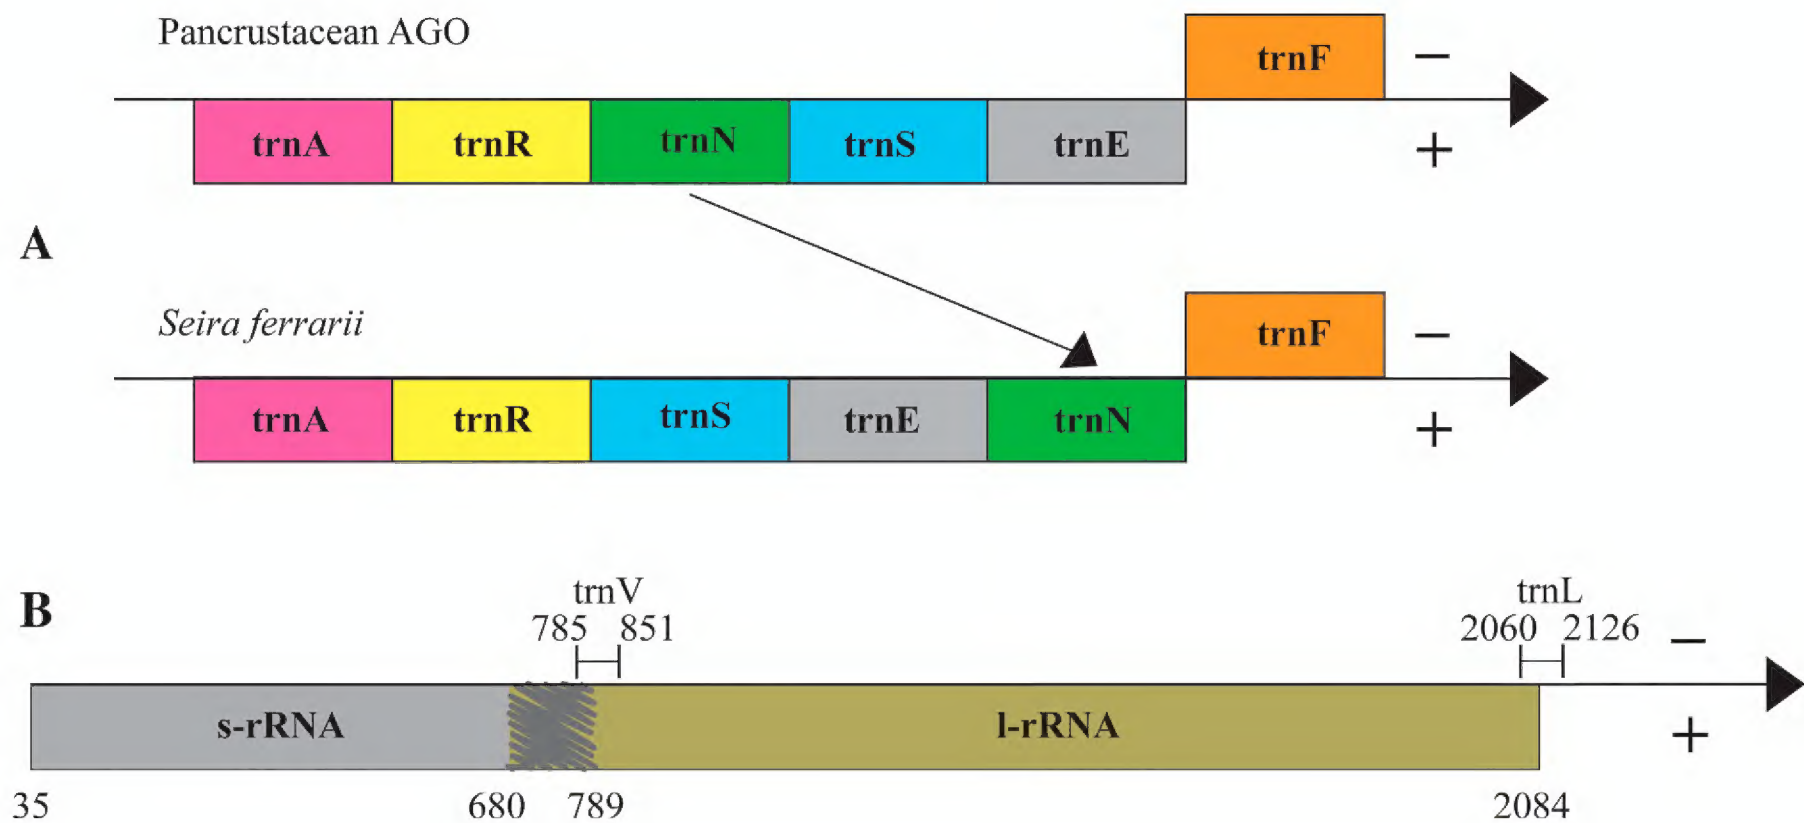 Pancrustacean AGO
trnF −
trnA trnR trnN trnS trnE +
A
Seira ferrarii
trnF −
trnA trnR trnS trnE trnN +
B
trnV trnL
785 851 2060 2126 −
s-rRNA l-rRNA +
35 680 789 2084